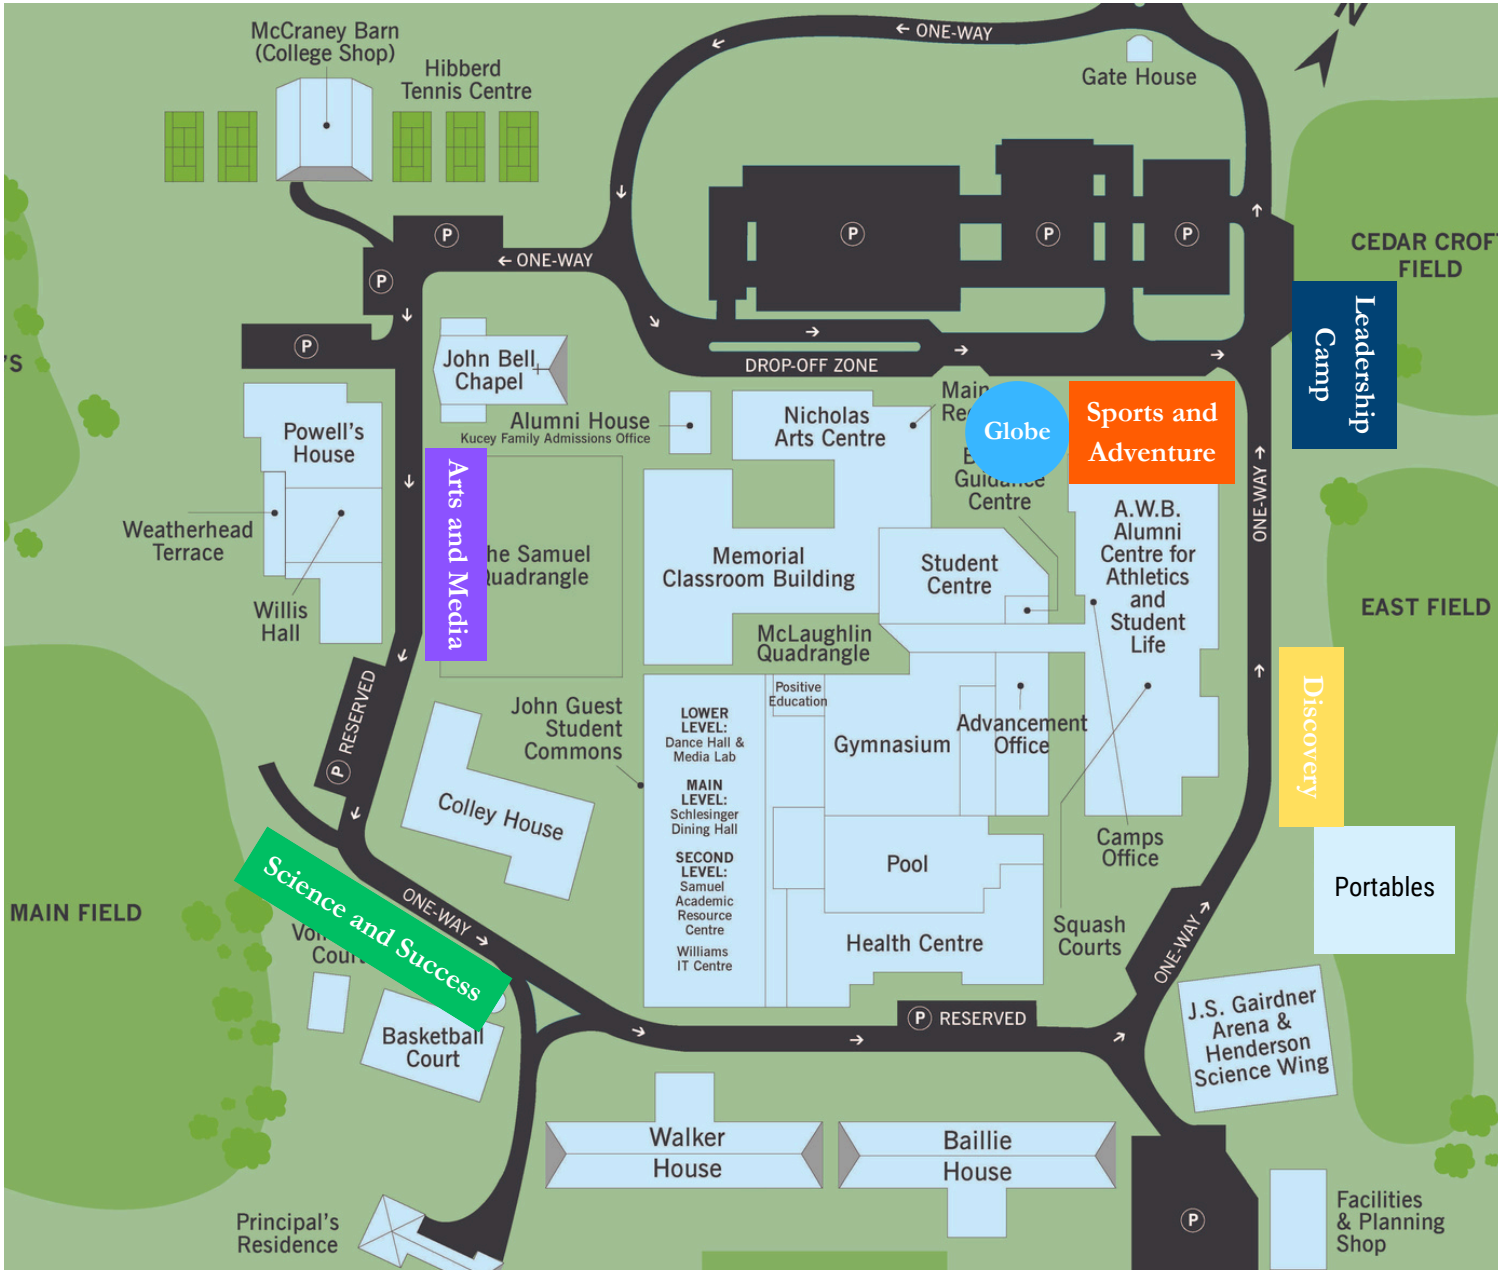 McCraney Barn
(College Shop)
Hibberd
Tennis Centre
← ONE-WAY
Gate House
N
P
P
P
P
P
P
← ONE-WAY
DROP-OFF ZONE
CEDAR CROFT
FIELD
Leadership
Camp
'S
John Bell
Chapel
Alumni House
Kucey Family Admissions Office
Nicholas
Arts Centre
Main
Globe
Sports and
Adventure
Guidance
Centre
Powell's
House
Weatherhead
Terrace
Willis
Hall
Arts and Media
he Samuel
Quadrangle
Memorial
Classroom Building
Student
Centre
A.W.B.
Alumni
Centre for
Athletics
and
Student
Life
ONE-WAY →
EAST FIELD
McLaughlin
Quadrangle
P RESERVED
John Guest
Student
Commons
LOWER
LEVEL:
Dance Hall &
Media Lab
MAIN
LEVEL:
Schlesinger
Dining Hall
SECOND
LEVEL:
Samuel
Academic
Resource
Centre
Williams
IT Centre
Positive
Education
Gymnasium
Advancement
Office
Discovery
Colley House
Pool
Camps
Office
Portables
Science and Success
ONE-WAY →
MAIN FIELD
Health Centre
Squash
Courts
ONE-WAY →
Cour
Basketball
Court
P RESERVED
J.S. Gairdner
Arena &
Henderson
Science Wing
Walker
House
Baillie
House
P
Principal's
Residence
Facilities
& Planning
Shop